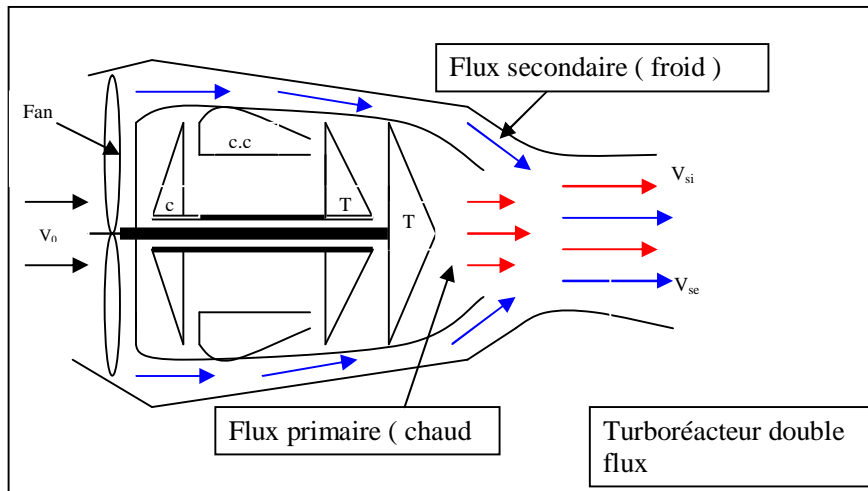 Flux secondaire ( froid )
Fan
c.c
V₀
c
T
T
Vsi
Vse
Flux primaire ( chaud
Turboréacteur double
flux